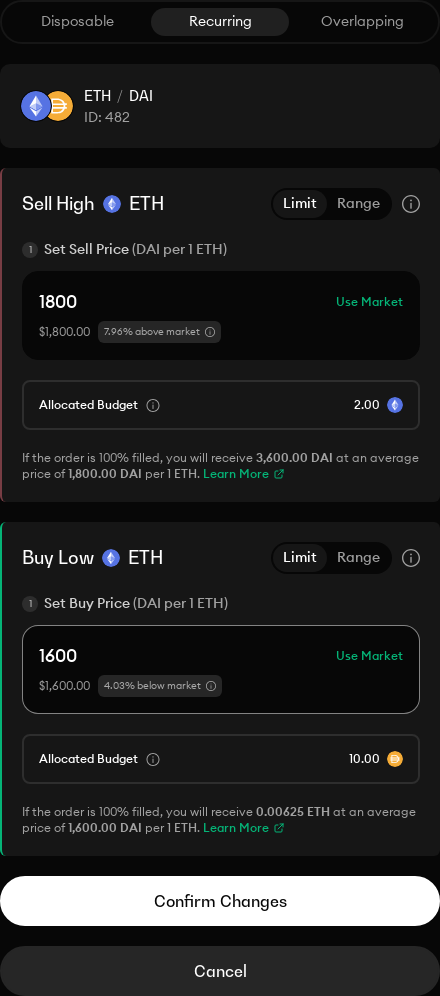 Disposable Recurring Overlapping
ETH / DAI
ID: 482
Sell High ETH Limit Range
1 Set Sell Price (DAI per 1 ETH)
1800 Use Market
$1,800.00 7.96% above market
Allocated Budget 2.00
If the order is 100% filled, you will receive 3,600.00 DAI at an average
price of 1,800.00 DAI per 1 ETH. Learn More
Buy Low ETH Limit Range
1 Set Buy Price (DAI per 1 ETH)
1600 Use Market
$1,600.00 4.03% below market
Allocated Budget 10.00
If the order is 100% filled, you will receive 0.00625 ETH at an average
price of 1,600.00 DAI per 1 ETH. Learn More
Confirm Changes
Cancel